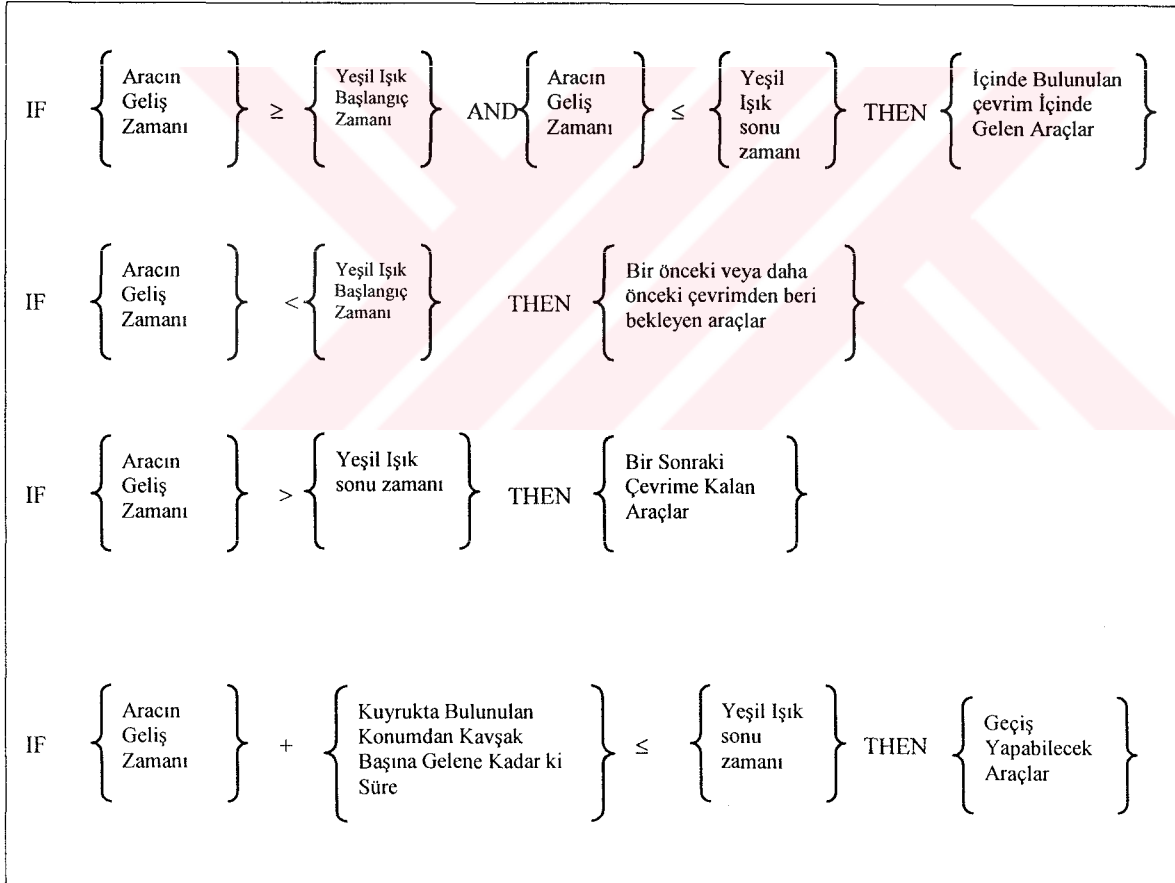 IF { Aracın Geliş Zamanı } ≥ { Yeşil Işık Başlangıç Zamanı } AND { Aracın Geliş Zamanı } ≤ { Yeşil Işık sonu zamanı } THEN { İçinde Bulunulan çevrim İçinde Gelen Araçlar }
IF { Aracın Geliş Zamanı } < { Yeşil Işık Başlangıç Zamanı } THEN { Bir önceki veya daha önceki çevrimden beri bekleyen araçlar }
IF { Aracın Geliş Zamanı } > { Yeşil Işık sonu zamanı } THEN { Bir Sonraki Çevrime Kalan Araçlar }
IF { Aracın Geliş Zamanı } + { Kuyrukta Bulunulan Konumdan Kavşak Başına Gelene Kadar ki Süre } ≤ { Yeşil Işık sonu zamanı } THEN { Geçiş Yapabilecek Araçlar }